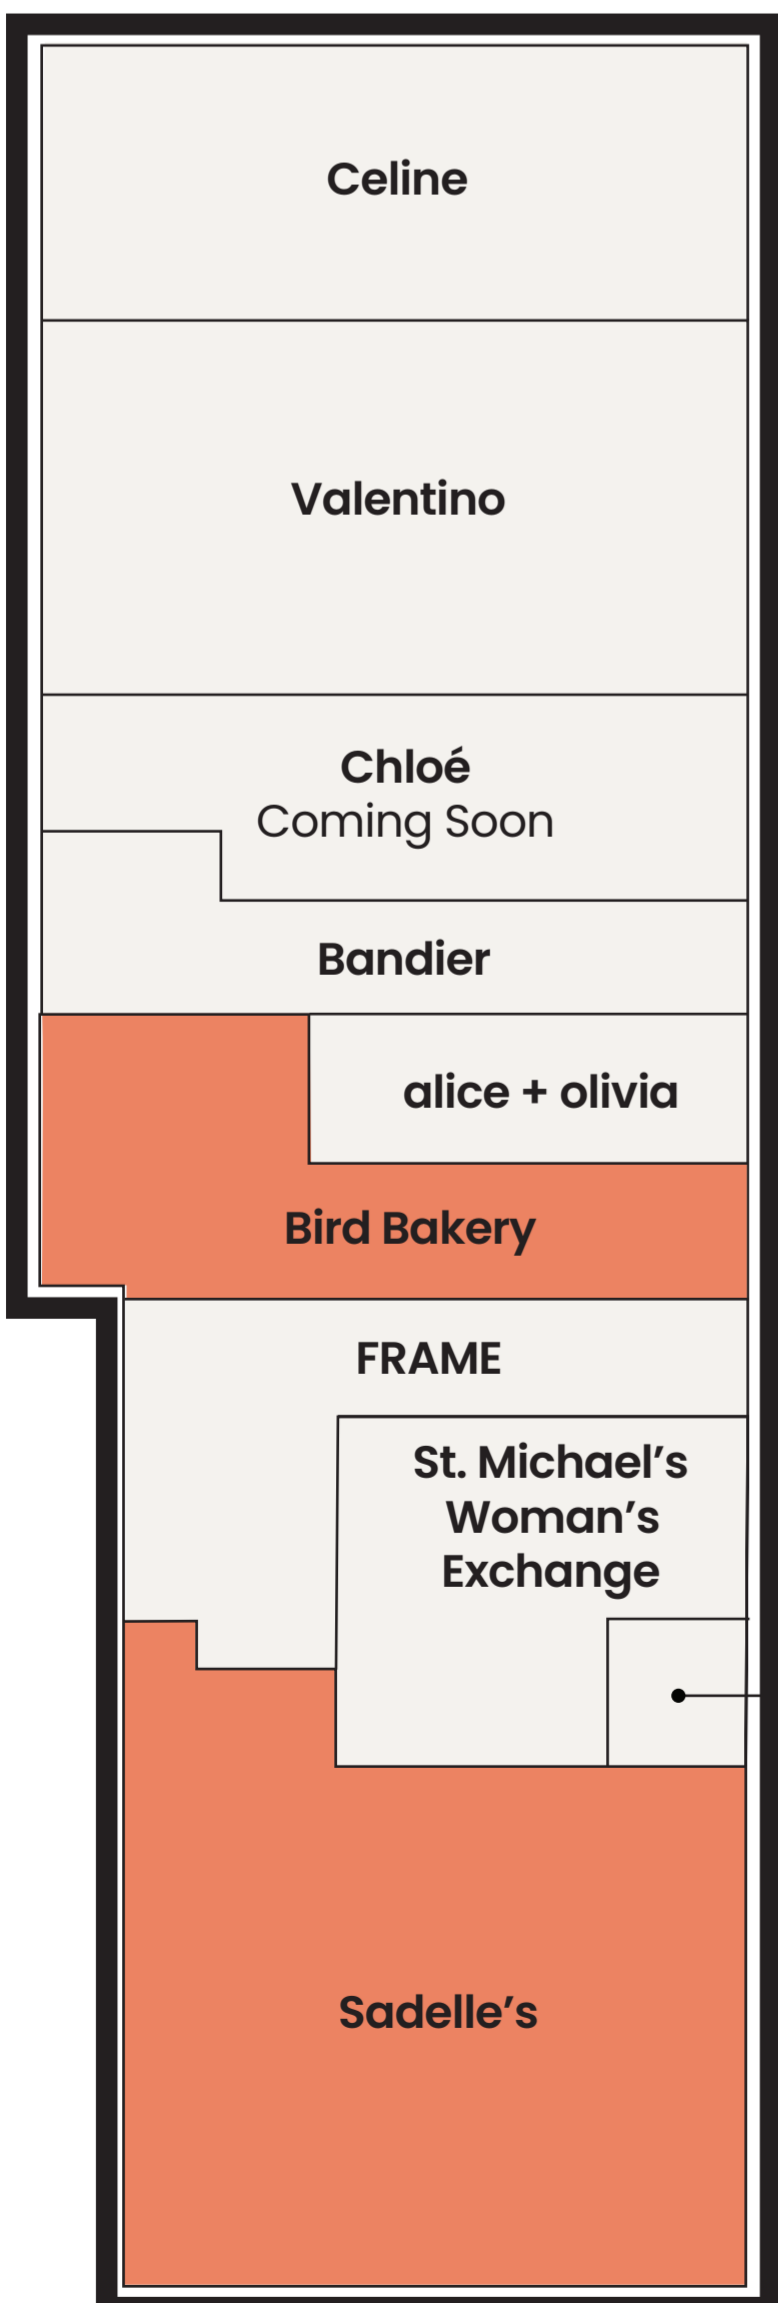 Celine
Valentino
Chloé
Coming Soon
Bandier
alice + olivia
Bird Bakery
FRAME
St. Michael’s
Woman’s
Exchange
Sadelle’s